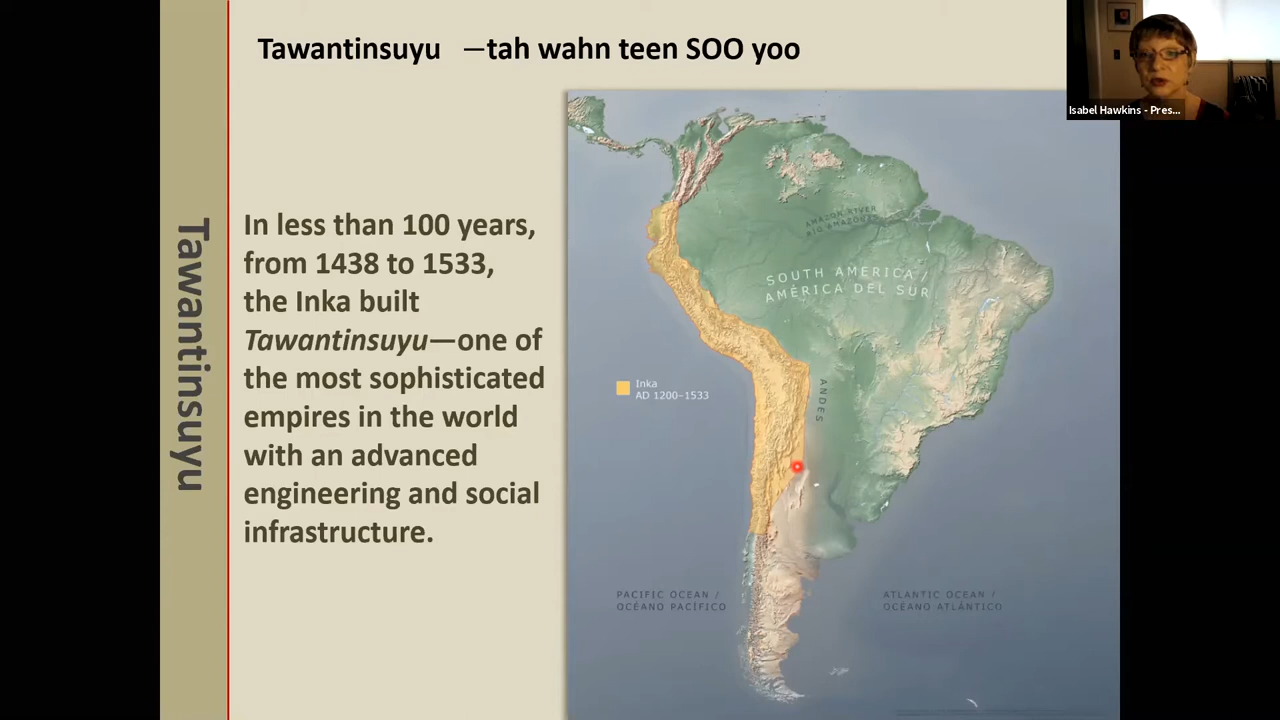 Tawantinsuyu —tah wahn teen SOO yoo
Isabel Hawkins - Pres...
Tawantinsuyu
In less than 100 years,
from 1438 to 1533,
the Inka built
Tawantinsuyu—one of
the most sophisticated
empires in the world
with an advanced
engineering and social
infrastructure.
AMAZON RIVER
RÍO AMAZONAS
SOUTH AMERICA /
AMÉRICA DEL SUR
Inka
AD 1200–1533
ANDES
PACIFIC OCEAN /
OCÉANO PACÍFICO
ATLANTIC OCEAN /
OCÉANO ATLÁNTICO